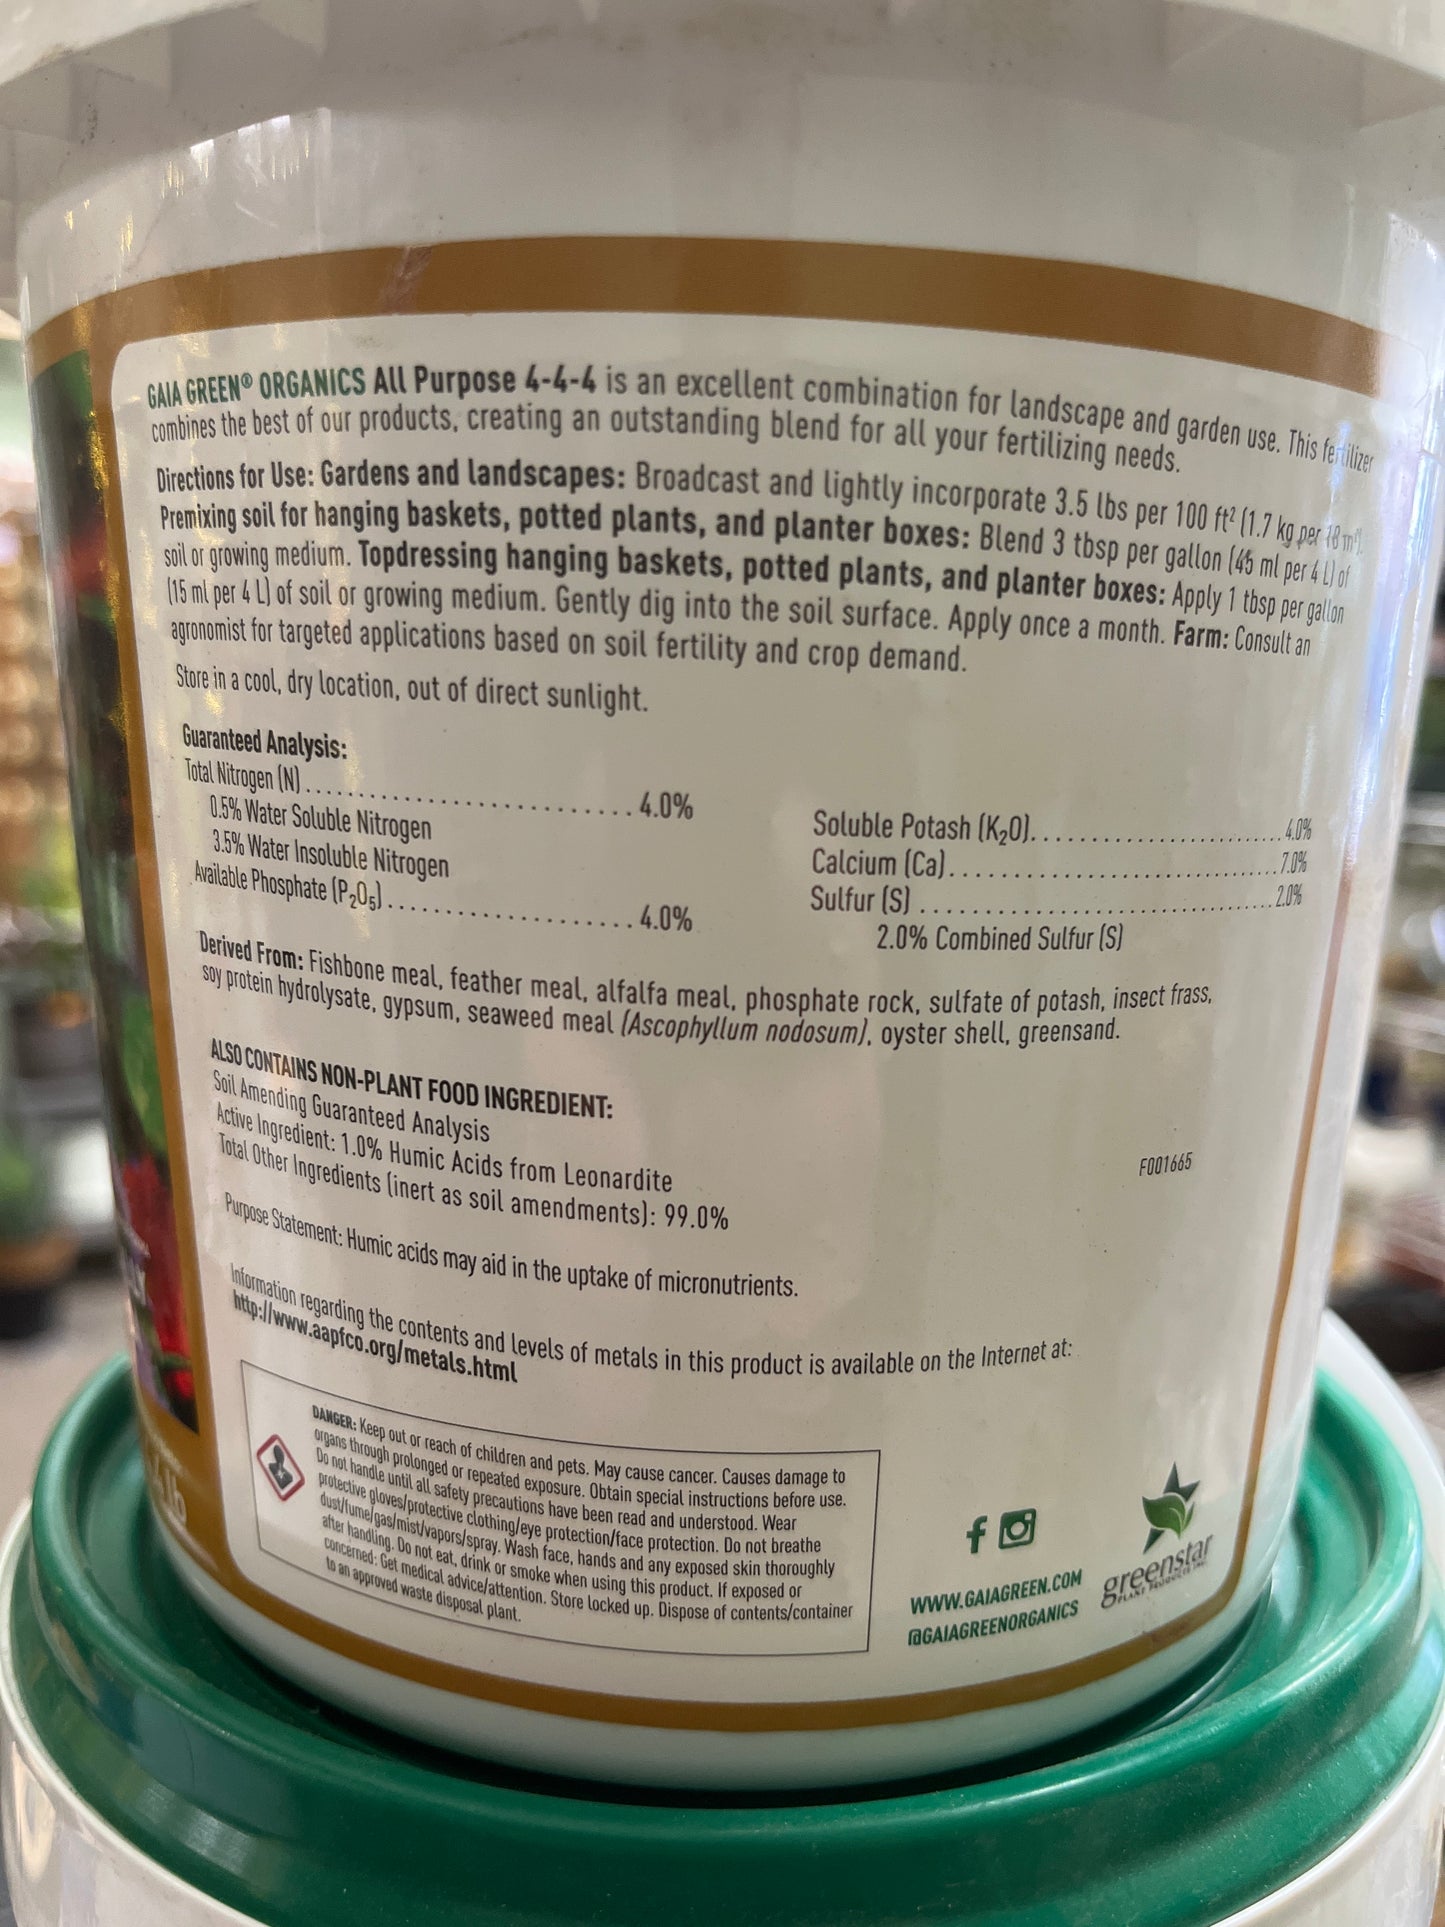 GAIA GREEN® ORGANICS All Purpose 4-4-4 is an excellent combination for landscape and garden use. This fertilizer
combines the best of our products, creating an outstanding blend for all your fertilizing needs.
Directions for Use: Gardens and landscapes: Broadcast and lightly incorporate 3.5 lbs per 100 ft² (1.7 kg per 18 m²).
Premixing soil for hanging baskets, potted plants, and planter boxes: Blend 3 tbsp per gallon (45 ml per 4 L) of
soil or growing medium. Topdressing hanging baskets, potted plants, and planter boxes: Apply 1 tbsp per gallon
(15 ml per 4 L) of soil or growing medium. Gently dig into the soil surface. Apply once a month. Farm: Consult an
agronomist for targeted applications based on soil fertility and crop demand.
Store in a cool, dry location, out of direct sunlight.
Guaranteed Analysis:
Total Nitrogen (N) .......... 4.0%
0.5% Water Soluble Nitrogen
3.5% Water Insoluble Nitrogen
Available Phosphate (P₂O₅) .......... 4.0%
Soluble Potash (K₂O) .......... 4.0%
Calcium (Ca) .......... 7.0%
Sulfur (S) .......... 2.0%
2.0% Combined Sulfur (S)
Derived From: Fishbone meal, feather meal, alfalfa meal, phosphate rock, sulfate of potash, insect frass,
soy protein hydrolysate, gypsum, seaweed meal (Ascophyllum nodosum), oyster shell, greensand.
ALSO CONTAINS NON-PLANT FOOD INGREDIENT:
Soil Amending Guaranteed Analysis
Active Ingredient: 1.0% Humic Acids from Leonardite
Total Other Ingredients (inert as soil amendments): 99.0%
F001665
Purpose Statement: Humic acids may aid in the uptake of micronutrients.
Information regarding the contents and levels of metals in this product is available on the Internet at:
http://www.aapfco.org/metals.html
DANGER: Keep out or reach of children and pets. May cause cancer. Causes damage to
organs through prolonged or repeated exposure. Obtain special instructions before use.
Do not handle until all safety precautions have been read and understood. Wear
protective gloves/protective clothing/eye protection/face protection. Do not breathe
dust/fume/gas/mist/vapors/spray. Wash face, hands and any exposed skin thoroughly
after handling. Do not eat, drink or smoke when using this product. If exposed or
concerned: Get medical advice/attention. Store locked up. Dispose of contents/container
to an approved waste disposal plant.
WWW.GAIAGREEN.COM
@GAIAGREENORGANICS
greenstar
PLANT PRODUCTS INC.